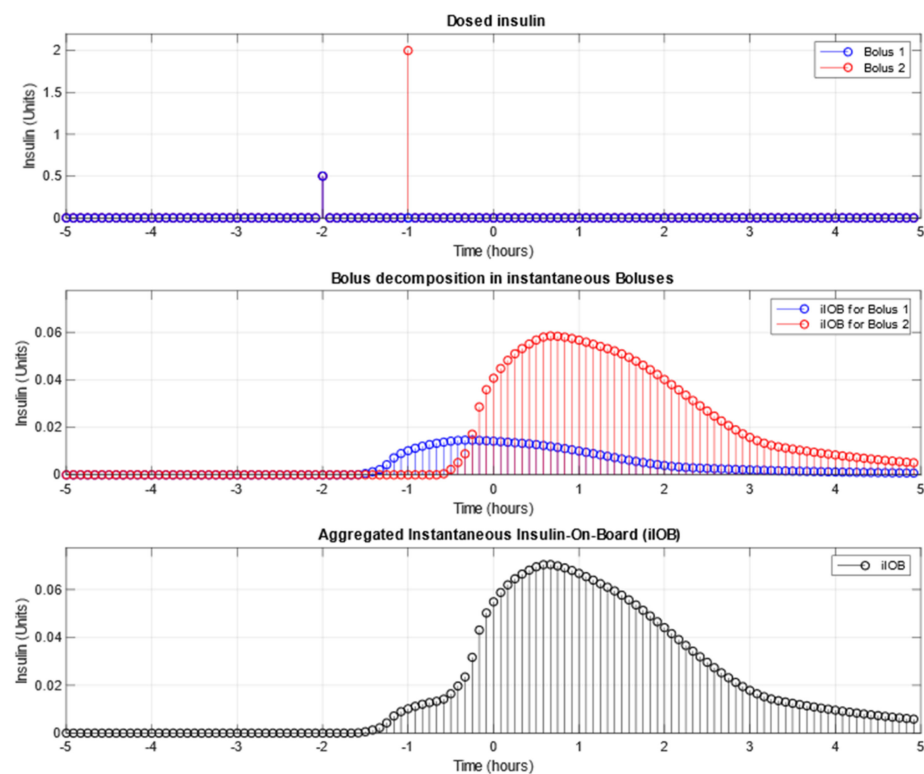 Dosed insulin
2
1.5
1
0.5
0
Insulin (Units)
Bolus 1
Bolus 2
-5 -4 -3 -2 -1 0 1 2 3 4 5
Time (hours)
Bolus decomposition in instantaneous Boluses
0.06
0.04
0.02
0
Insulin (Units)
iIOB for Bolus 1
iIOB for Bolus 2
-5 -4 -3 -2 -1 0 1 2 3 4 5
Time (hours)
Aggregated Instantaneous Insulin-On-Board (iIOB)
0.06
0.04
0.02
0
Insulin (Units)
iIOB
-5 -4 -3 -2 -1 0 1 2 3 4 5
Time (hours)